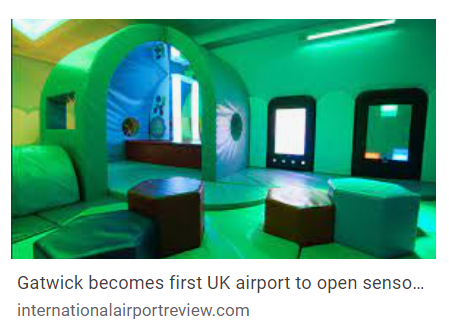 Gatwick becomes first UK airport to open senso...
internationalairportreview.com